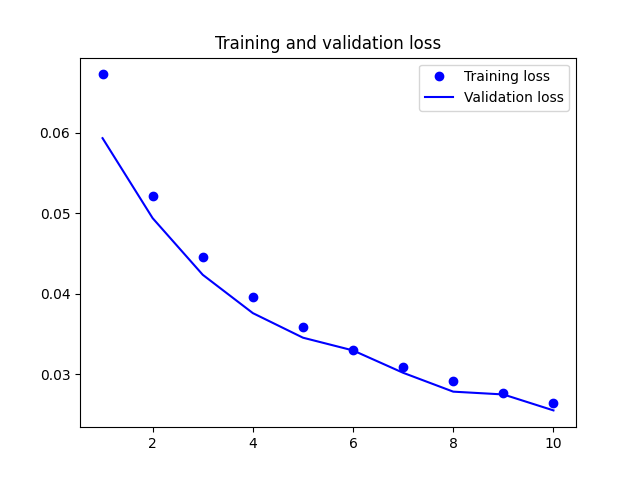 Training and validation loss
Training loss
Validation loss
0.06
0.05
0.04
0.03
2 4 6 8 10